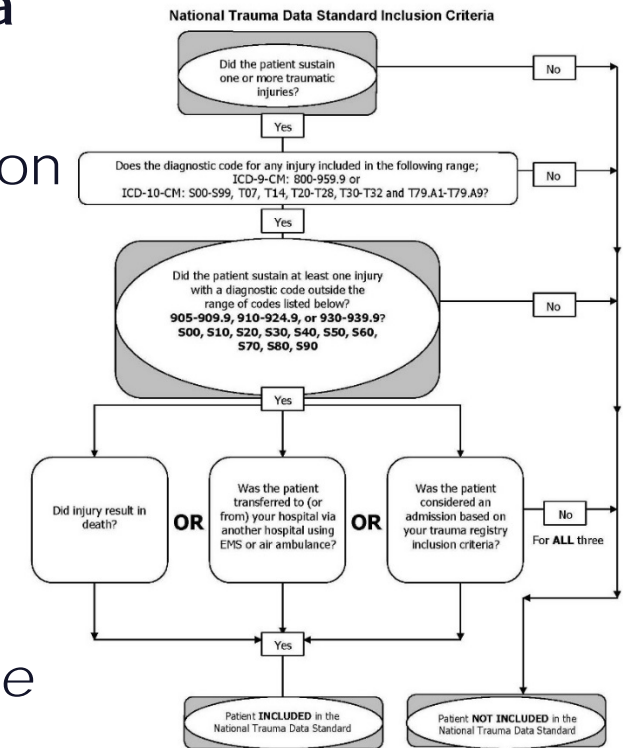 a
National Trauma Data Standard Inclusion Criteria
Did the patient sustain
one or more traumatic
injuries?
No
Yes
on
Does the diagnostic code for any injury included in the following range;
ICD-9-CM: 800-959.9 or
ICD-10-CM: S00-S99, T07, T14, T20-T28, T30-T32 and T79.A1-T79.A9?
No
Yes
Did the patient sustain at least one injury
with a diagnostic code outside the
range of codes listed below?
905-909.9, 910-924.9, or 930-939.9?
S00, S10, S20, S30, S40, S50, S60,
S70, S80, S90
No
Yes
Did injury result in
death?
OR
Was the patient
transferred to (or
from) your hospital via
another hospital using
EMS or air ambulance?
OR
Was the patient
considered an
admission based on
your trauma registry
inclusion criteria?
No
For ALL three
Yes
e
Patient INCLUDED in the
National Trauma Data Standard
Patient NOT INCLUDED in the
National Trauma Data Standard